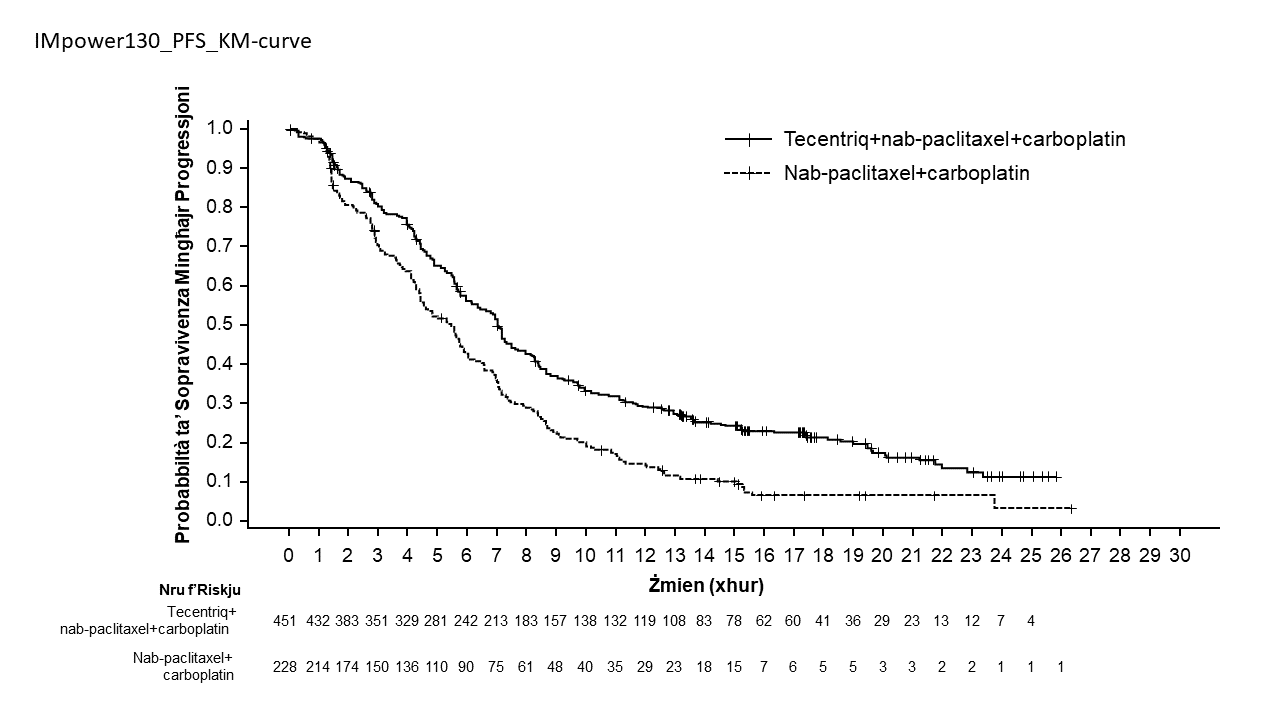 IMpower130_PFS_KM-curve
Probabbiltà ta’ Sopravivenza Mingħajr Progressjoni
1.0
0.9
0.8
0.7
0.6
0.5
0.4
0.3
0.2
0.1
0.0
Tecentriq+nab-paclitaxel+carboplatin
Nab-paclitaxel+carboplatin
0 1 2 3 4 5 6 7 8 9 10 11 12 13 14 15 16 17 18 19 20 21 22 23 24 25 26 27 28 29 30
Żmien (xhur)
Nru f’Riskju
Tecentriq+
nab-paclitaxel+carboplatin 451 432 383 351 329 281 242 213 183 157 138 132 119 108 83 78 62 60 41 36 29 23 13 12 7 4
Nab-paclitaxel+
carboplatin 228 214 174 150 136 110 90 75 61 48 40 35 29 23 18 15 7 6 5 5 3 3 2 2 1 1 1